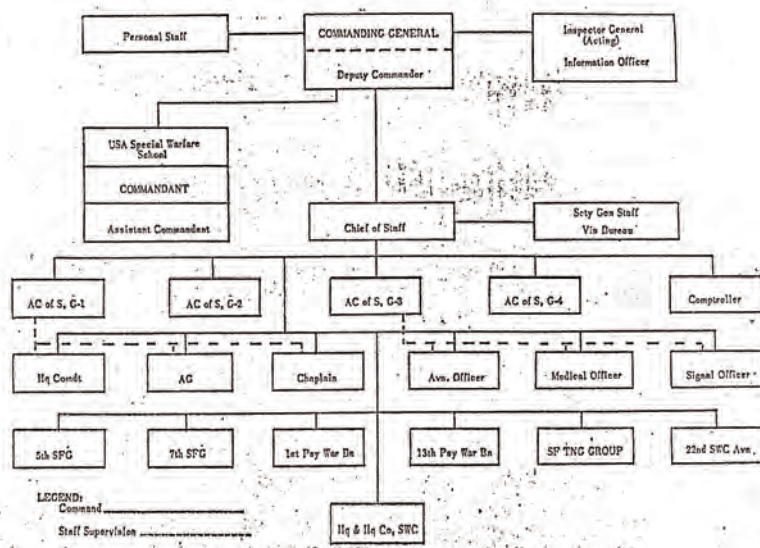 Personal Staff
COMMANDING GENERAL
Deputy Commander
Inspector General
(Acting)
Information Officer
USA Special Warfare
School
COMMANDANT
Assistant Commandant
Chief of Staff
Scty Gen Staff
Vis Bureau
AC of S, G-1
AC of S, G-2
AC of S, G-3
AC of S, G-4
Comptroller
Hq Comdt
AG
Chaplain
Avn. Officer
Medical Officer
Signal Officer
5th SFG
7th SFG
1st Psy War Bn
13th Psy War Bn
SF TNG GROUP
22nd SWC Avn.
LEGEND:
Command
Staff Supervision
Hq & Hq Co, SWC